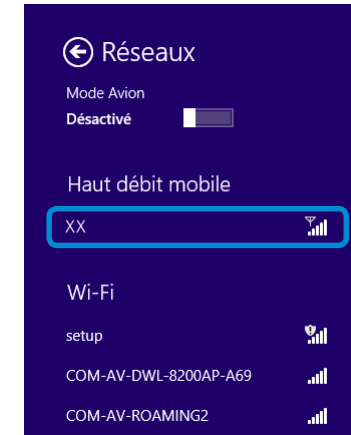 Réseaux
Mode Avion
Désactivé
Haut débit mobile
XX
Wi-Fi
setup
COM-AV-DWL-8200AP-A69
COM-AV-ROAMING2